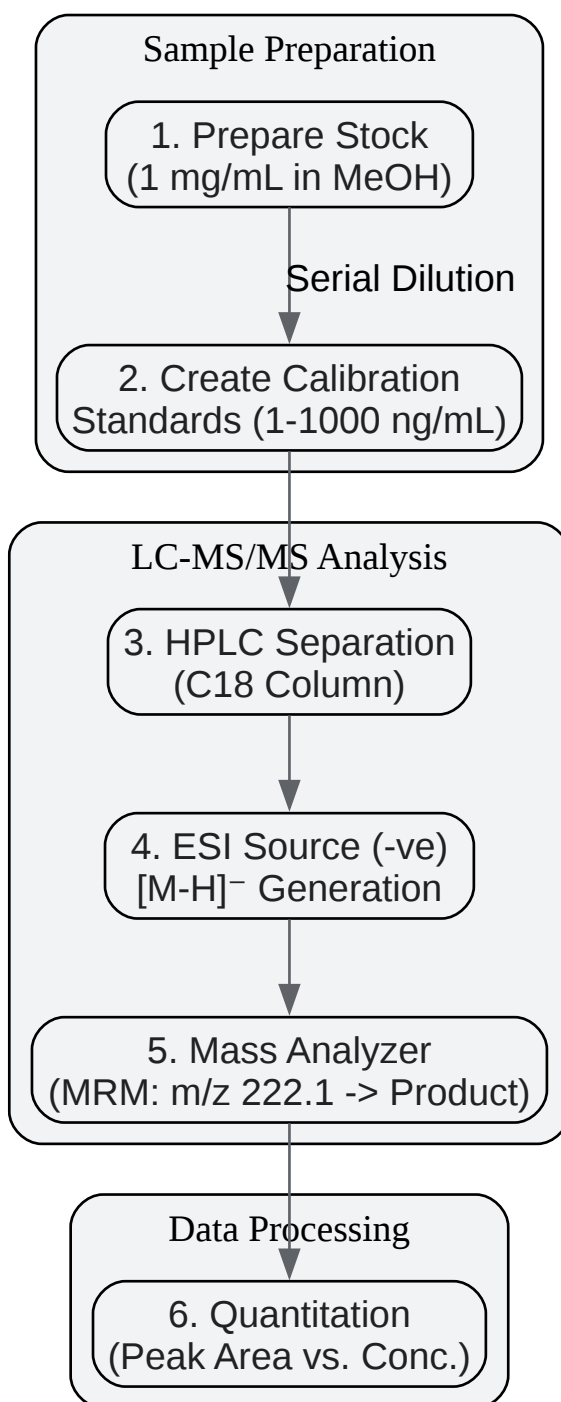 Sample Preparation
1. Prepare Stock
(1 mg/mL in MeOH)
Serial Dilution
2. Create Calibration
Standards (1-1000 ng/mL)
LC-MS/MS Analysis
3. HPLC Separation
(C18 Column)
4. ESI Source (-ve)
[M-H]⁻ Generation
5. Mass Analyzer
(MRM: m/z 222.1 -> Product)
Data Processing
6. Quantitation
(Peak Area vs. Conc.)